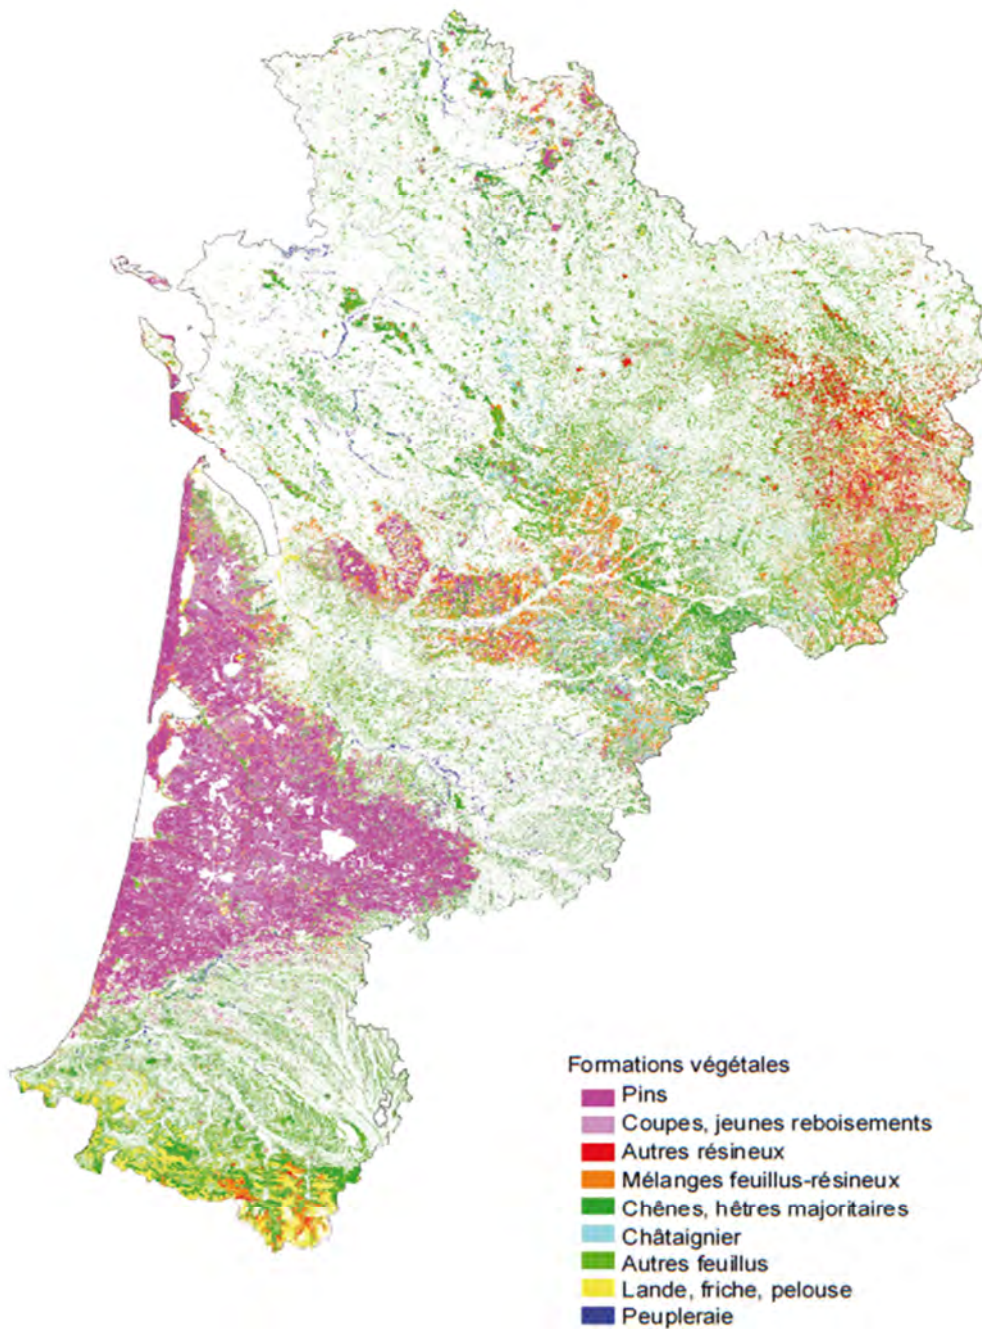 Formations végétales
Pins
Coupes, jeunes reboisements
Autres résineux
Mélanges feuillus-résineux
Chênes, hêtres majoritaires
Châtaignier
Autres feuillus
Lande, friche, pelouse
Peupleraie